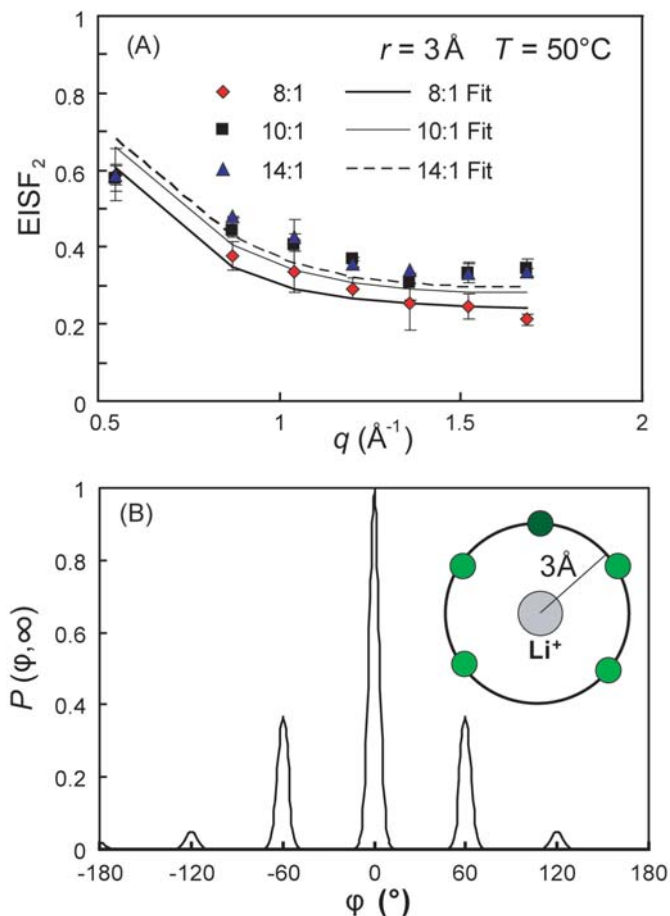 (A) r = 3 Å T = 50°C
8:1 8:1 Fit
10:1 10:1 Fit
14:1 14:1 Fit
EISF₂
1
0.8
0.6
0.4
0.2
0
0.5 1 1.5 2
q (Å⁻¹)
(B)
3Å
Li⁺
P (φ,∞)
1
0.8
0.6
0.4
0.2
0
-180 -120 -60 0 60 120 180
φ (°)